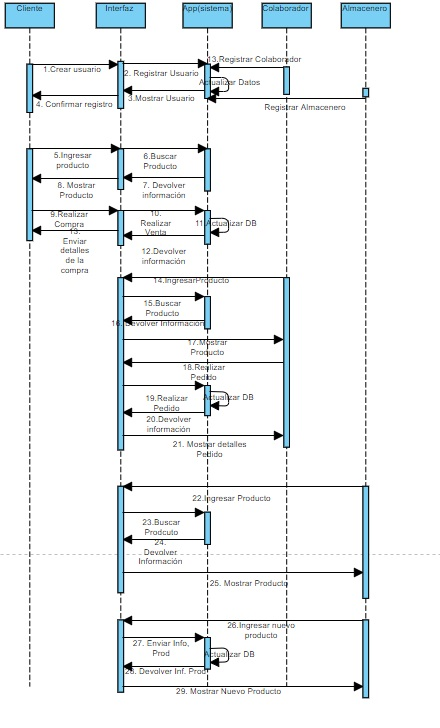 Cliente
Interfaz
App(sistema)
Colaborador
Almacenero
13.Registrar Colaborador
1.Crear usuario
2. Registrar Usuario
Actualizar Datos
3.Mostrar Usuario
4. Confirmar registro
Registrar Almacenero
5.Ingresar
producto
6.Buscar
Producto
8. Mostrar
Producto
7. Devolver
información
9.Realizar
Compra
10.
Realizar
Venta
11.Actualizar DB
13.
Enviar
detalles
de la
compra
12.Devolver
información
14.IngresarProducto
15.Buscar
Producto
16. Devolver Información
17.Mostrar
Producto
18.Realizar
Pedido
19.Realizar
Pedido
Actualizar DB
20.Devolver
información
21. Mostrar detalles
Pedido
22.Ingresar Producto
23.Buscar
Prodcuto
24.
Devolver
Información
25. Mostrar Producto
26.Ingresar nuevo
producto
27. Enviar Info,
Prod
Actualizar DB
28. Devolver Inf. Prod
29. Mostrar Nuevo Producto